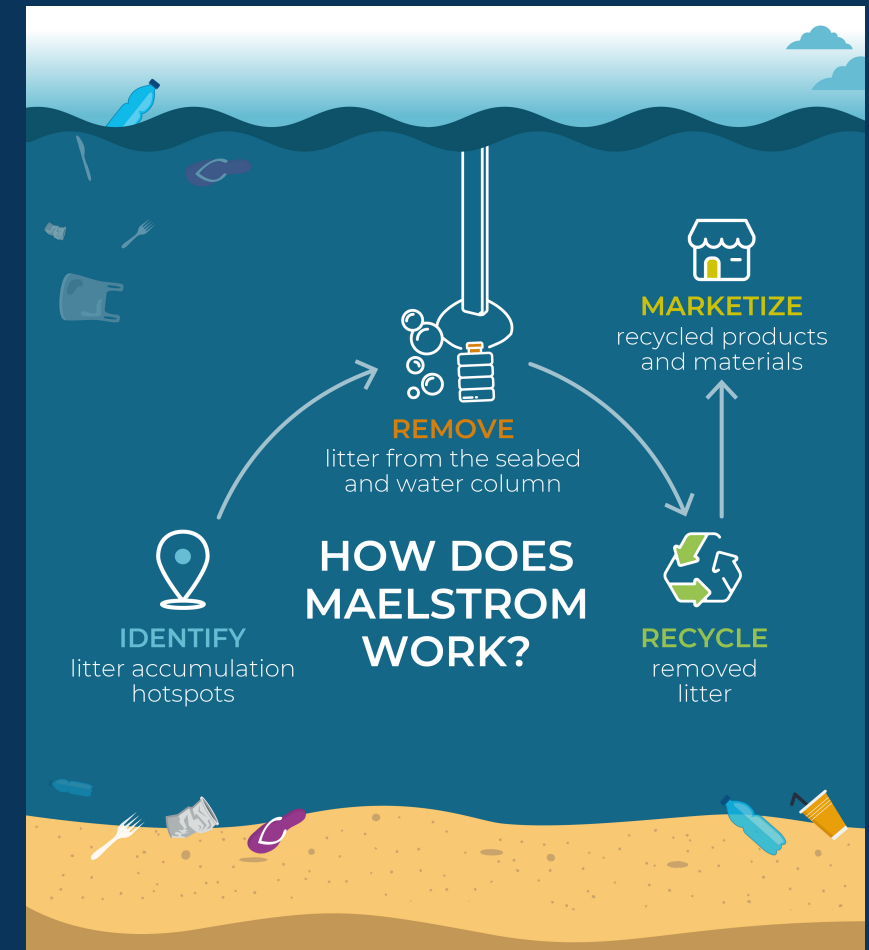 HOW DOES
MAELSTROM
WORK?
IDENTIFY
litter accumulation
hotspots
REMOVE
litter from the seabed
and water column
RECYCLE
removed
litter
MARKETIZE
recycled products
and materials